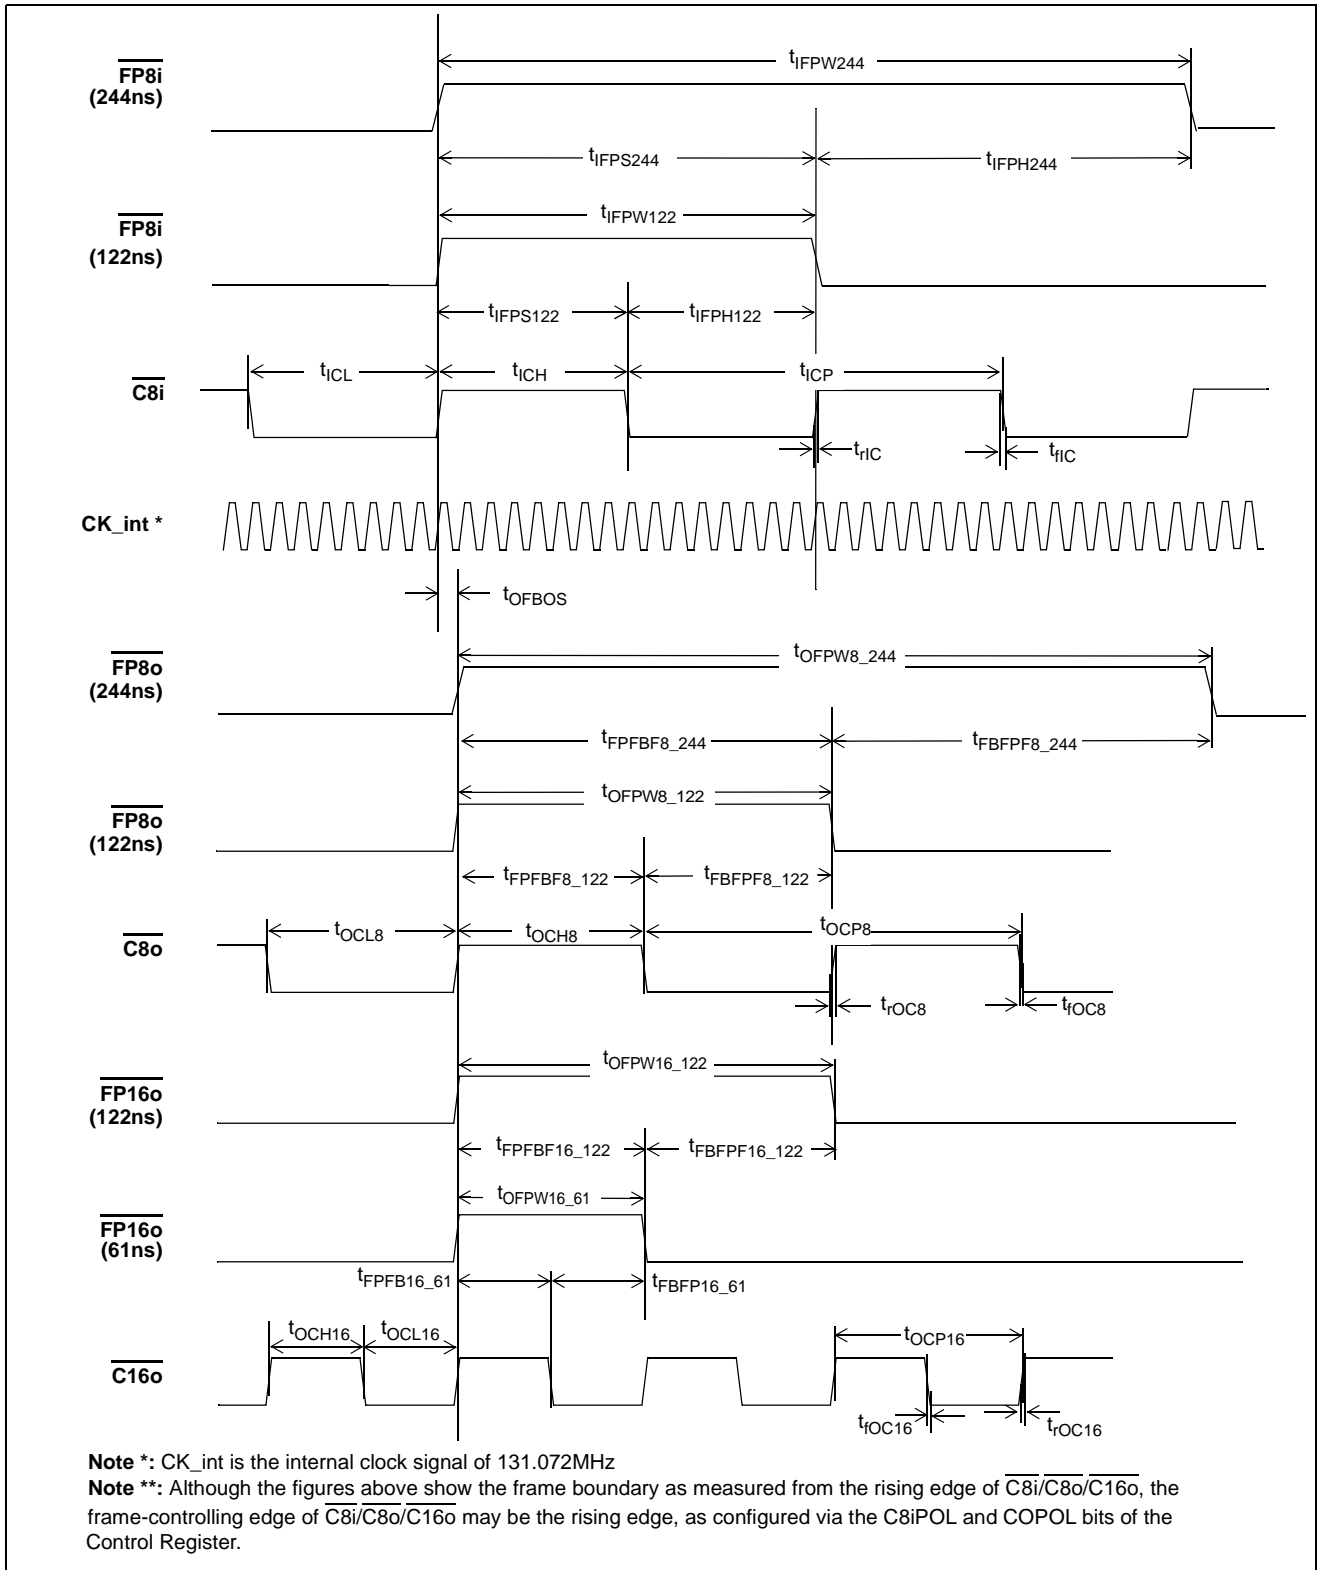 FP8i
(244ns)
tIFPW244
tIFPS244
tIFPH244
FP8i
(122ns)
tIFPW122
tIFPS122
tIFPH122
C8i
tICL
tICH
tICP
trIC
tfIC
CK_int *
tOFBOS
FP8o
(244ns)
tOFPW8_244
tFPFBF8_244
tFBFPF8_244
FP8o
(122ns)
tOFPW8_122
tFPFBF8_122
tFBFPF8_122
C8o
tOCL8
tOCH8
tOCP8
trOC8
tfOC8
FP16o
(122ns)
tOFPW16_122
tFPFBF16_122
tFBFPF16_122
FP16o
(61ns)
tOFPW16_61
tFPFB16_61
tFBFP16_61
C16o
tOCH16
tOCL16
tOCP16
tfOC16
trOC16
Note *: CK_int is the internal clock signal of 131.072MHz
Note **: Although the figures above show the frame boundary as measured from the rising edge of C8i/C8o/C16o, the
frame-controlling edge of C8i/C8o/C16o may be the rising edge, as configured via the C8iPOL and COPOL bits of the
Control Register.